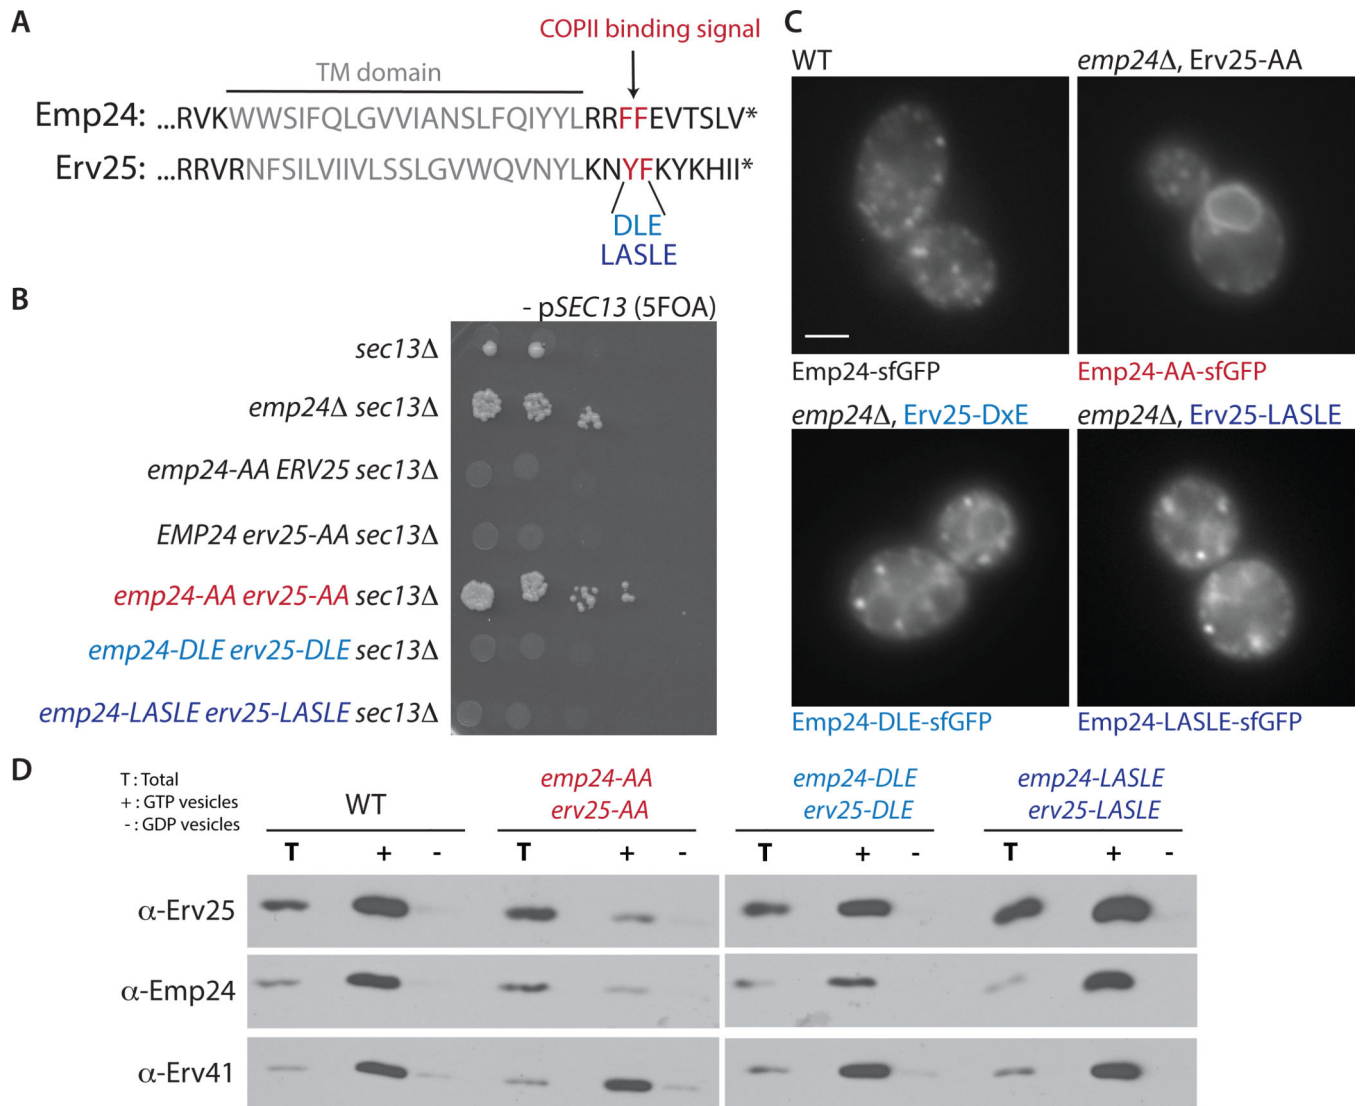 A
COPII binding signal
TM domain
Emp24: ...RVKWWSIFQLGVVIANSLFQIYYLRRFFEVTSLV*
Erv25: ...RRVRNFSILVIIVLSSLGVWQVNYLKNYFKYKHII*
DLE
LASLE
B
- pSEC13 (5FOA)
sec13Δ
emp24Δ sec13Δ
emp24-AA ERV25 sec13Δ
EMP24 erv25-AA sec13Δ
emp24-AA erv25-AA sec13Δ
emp24-DLE erv25-DLE sec13Δ
emp24-LASLE erv25-LASLE sec13Δ
C
WT
emp24Δ, Erv25-AA
Emp24-sfGFP
Emp24-AA-sfGFP
emp24Δ, Erv25-DxE
emp24Δ, Erv25-LASLE
Emp24-DLE-sfGFP
Emp24-LASLE-sfGFP
D
T : Total
+ : GTP vesicles
- : GDP vesicles
WT
emp24-AA
erv25-AA
emp24-DLE
erv25-DLE
emp24-LASLE
erv25-LASLE
T + - T + - T + - T + -
α-Erv25
α-Emp24
α-Erv41